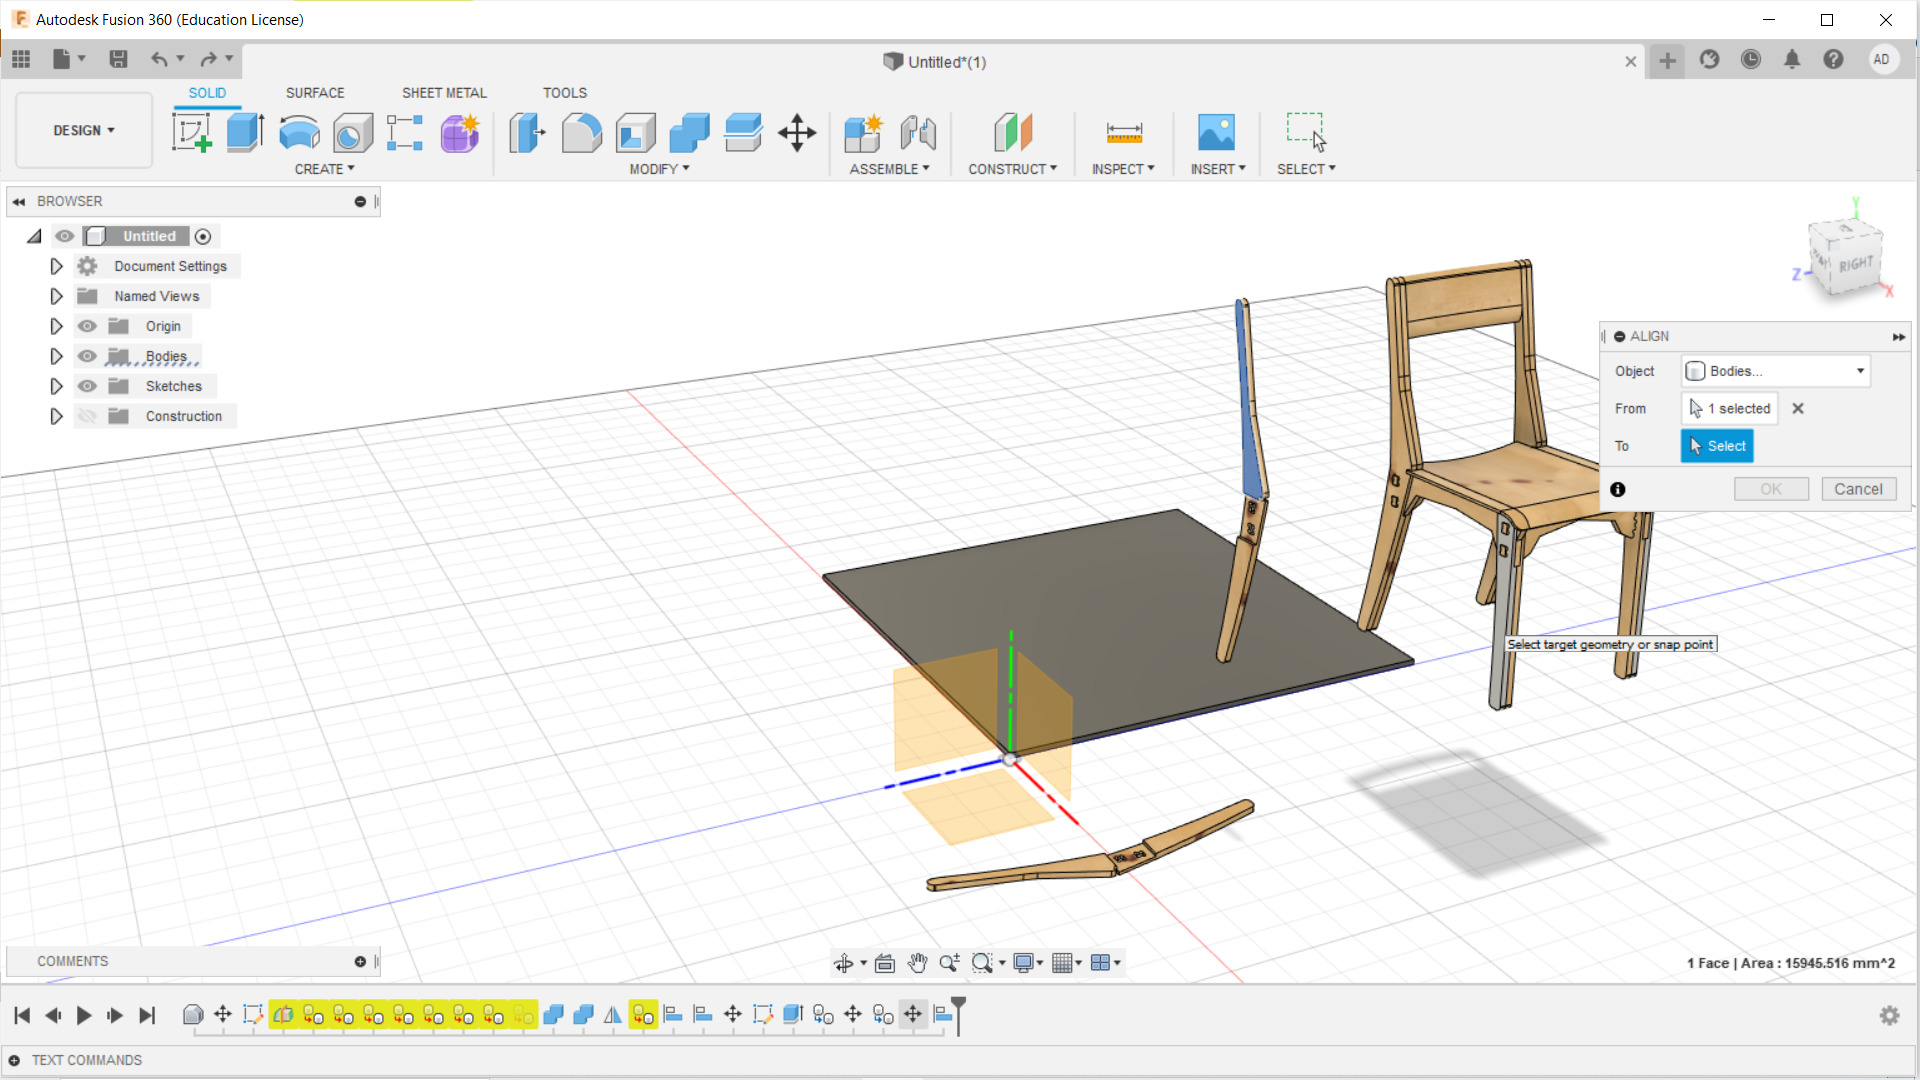 Autodesk Fusion 360 (Education License)
Untitled*(1)
AD
DESIGN
SOLID
SURFACE
SHEET METAL
TOOLS
CREATE
MODIFY
ASSEMBLE
CONSTRUCT
INSPECT
INSERT
SELECT
BROWSER
Untitled
Document Settings
Named Views
Origin
Bodies
Sketches
Construction
Y
Z
X
RIGHT
ALIGN
Object
Bodies...
From
1 selected
To
Select
OK
Cancel
Select target geometry or snap point
COMMENTS
1 Face | Area : 15945.516 mm^2
TEXT COMMANDS